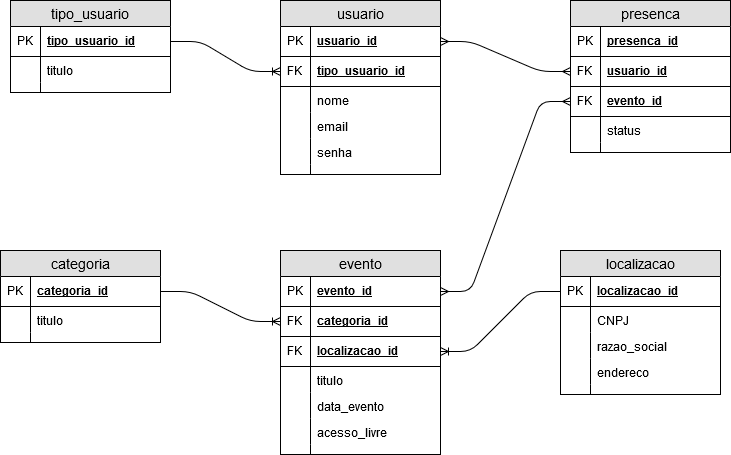 tipo_usuario
PK tipo_usuario_id
titulo
usuario
PK usuario_id
FK tipo_usuario_id
nome
email
senha
presenca
PK presenca_id
FK usuario_id
FK evento_id
status
categoria
PK categoria_id
titulo
evento
PK evento_id
FK categoria_id
FK localizacao_id
titulo
data_evento
acesso_livre
localizacao
PK localizacao_id
CNPJ
razao_social
endereco